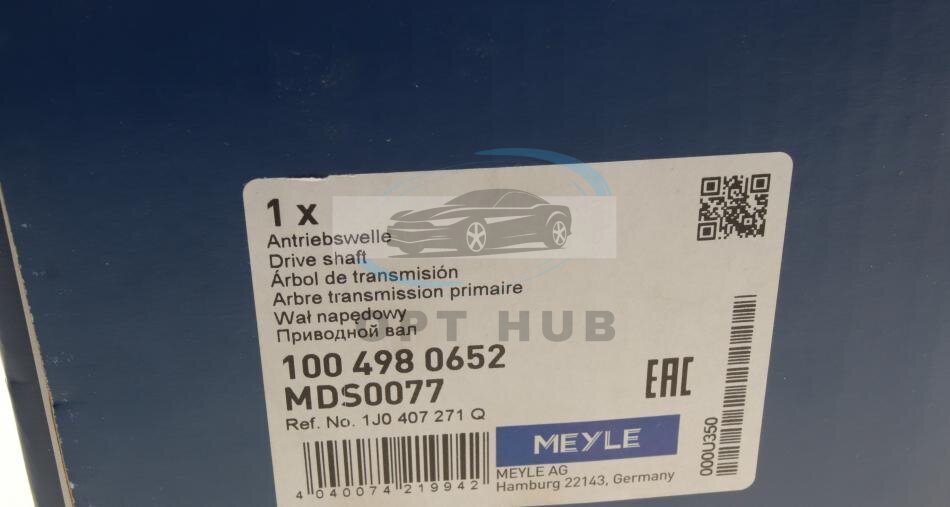 1 x
Antriebswelle
Drive shaft
Árbol de transmisión
Arbre transmission primaire
Wał napędowy
Приводной вал
OPT HUB
100 498 0652
MDS0077
Ref. No. 1J0 407 271 Q
EAC
MEYLE
MEYLE AG
Hamburg 22143, Germany
4 040074 219942
000U350